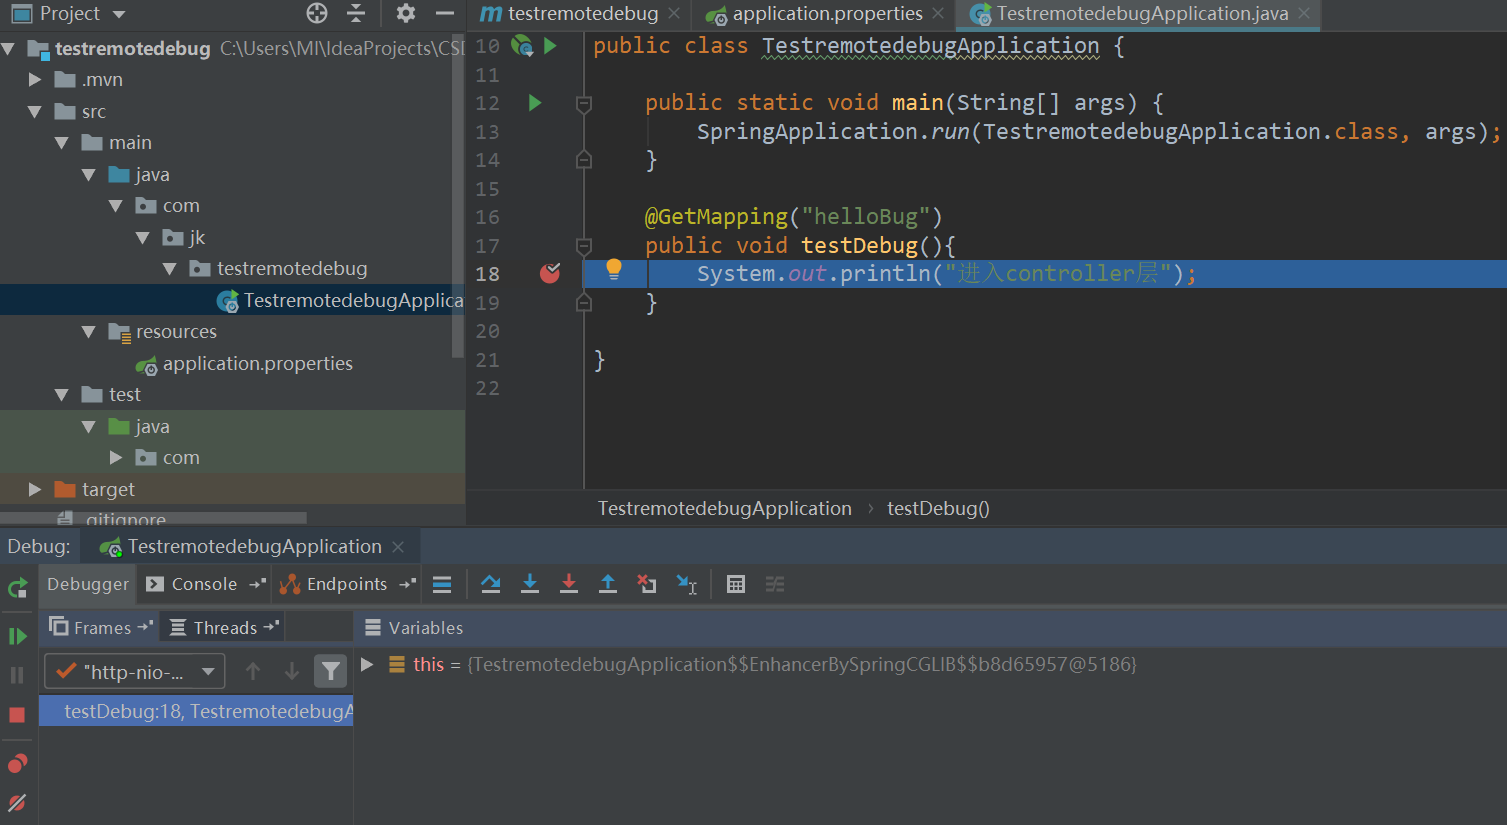 Project
testremotedebug C:\Users\MI\IdeaProjects\CSD
.mvn
src
main
java
com
jk
testremotedebug
TestremotedebugApplica
resources
application.properties
test
java
com
target
.gitignore
testremotedebug
application.properties
TestremotedebugApplication.java
10 public class TestremotedebugApplication {
11
12 public static void main(String[] args) {
13 SpringApplication.run(TestremotedebugApplication.class, args);
14 }
15
16 @GetMapping("helloBug")
17 public void testDebug(){
18 System.out.println("进入controller层");
19 }
20
21 }
22
TestremotedebugApplication › testDebug()
Debug: TestremotedebugApplication
Debugger Console Endpoints
Frames Threads Variables
"http-nio-...
this = {TestremotedebugApplication$$EnhancerBySpringCGLIB$$b8d65957@5186}
testDebug:18, TestremotedebugA